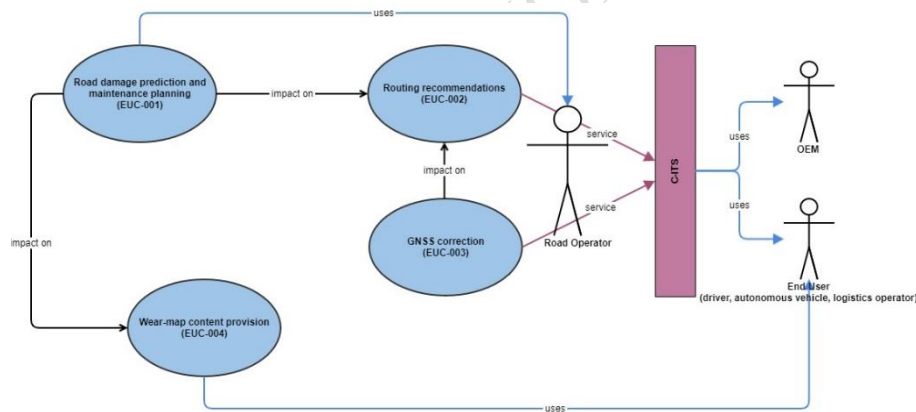 uses
Road damage prediction and
maintenance planning
(EUC-001)
impact on
Routing recommendations
(EUC-002)
service
C-ITS
uses
OEM
impact on
impact on
GNSS correction
(EUC-003)
service
Road Operator
uses
End User
(driver, autonomous vehicle, logistics operator)
Wear-map content provision
(EUC-004)
uses